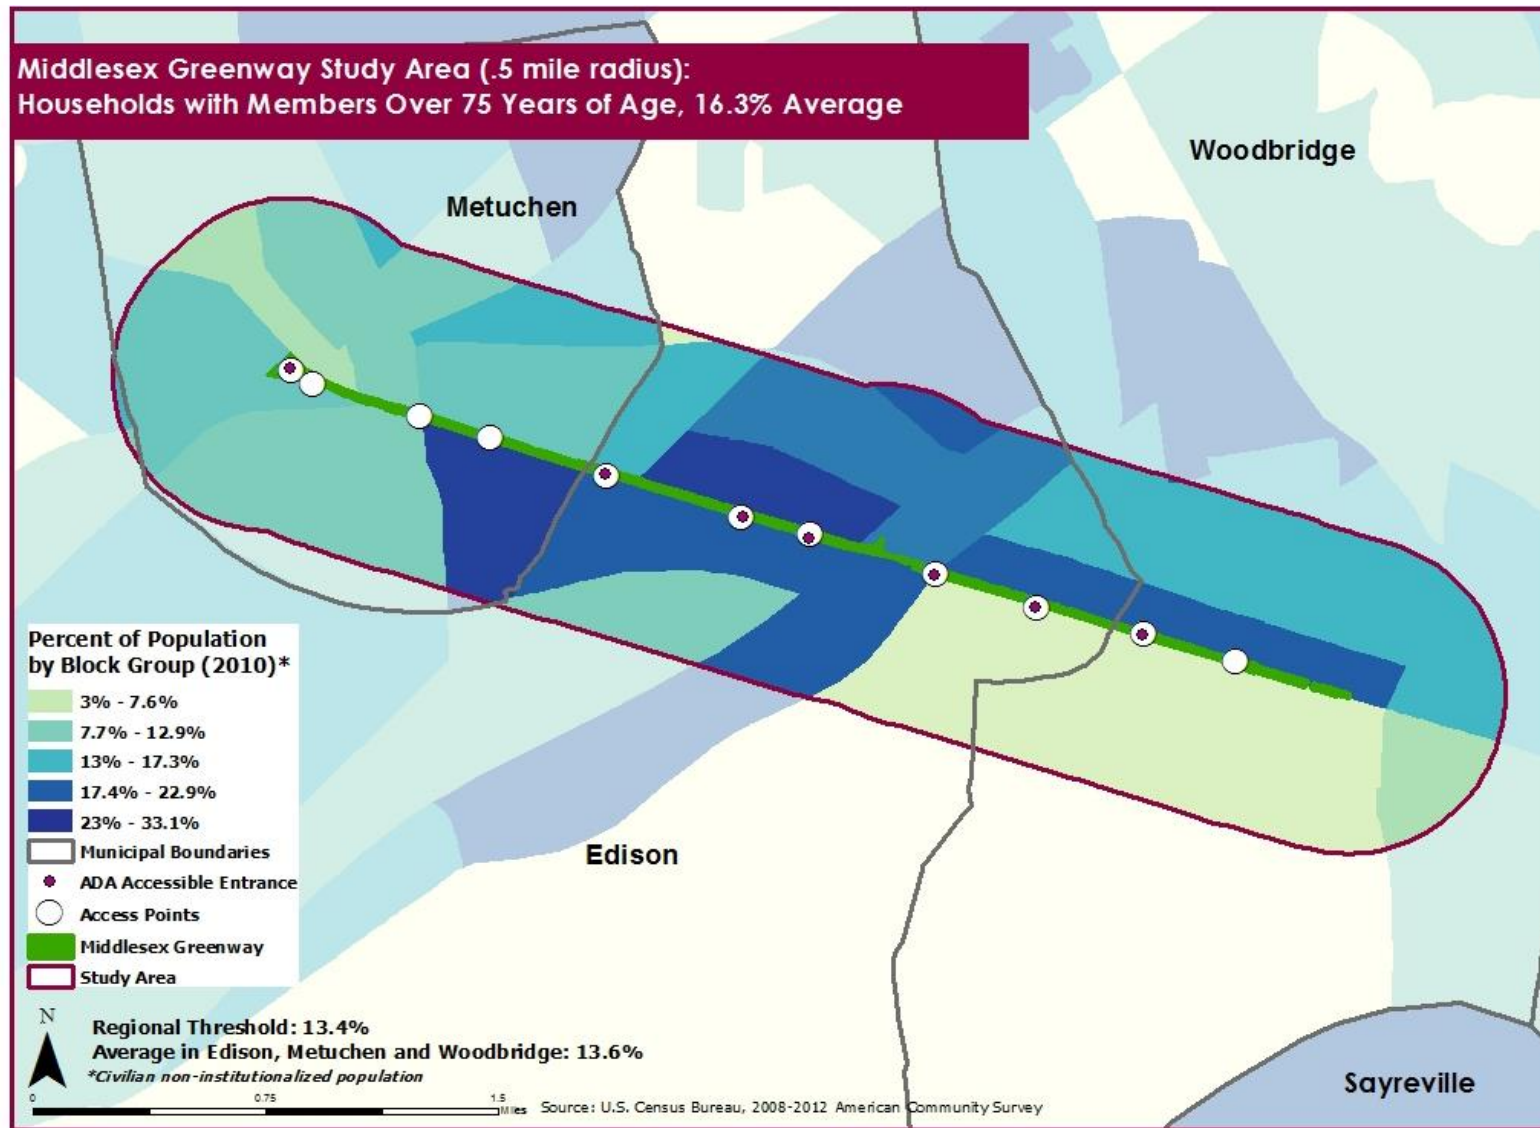 Middlesex Greenway Study Area (.5 mile radius):
Households with Members Over 75 Years of Age, 16.3% Average
Woodbridge
Metuchen
Edison
Sayreville
Percent of Population
by Block Group (2010)*
3% - 7.6%
7.7% - 12.9%
13% - 17.3%
17.4% - 22.9%
23% - 33.1%
Municipal Boundaries
ADA Accessible Entrance
Access Points
Middlesex Greenway
Study Area
N
Regional Threshold: 13.4%
Average in Edison, Metuchen and Woodbridge: 13.6%
*Civilian non-institutionalized population
0 0.75 1.5
Miles
Source: U.S. Census Bureau, 2008-2012 American Community Survey